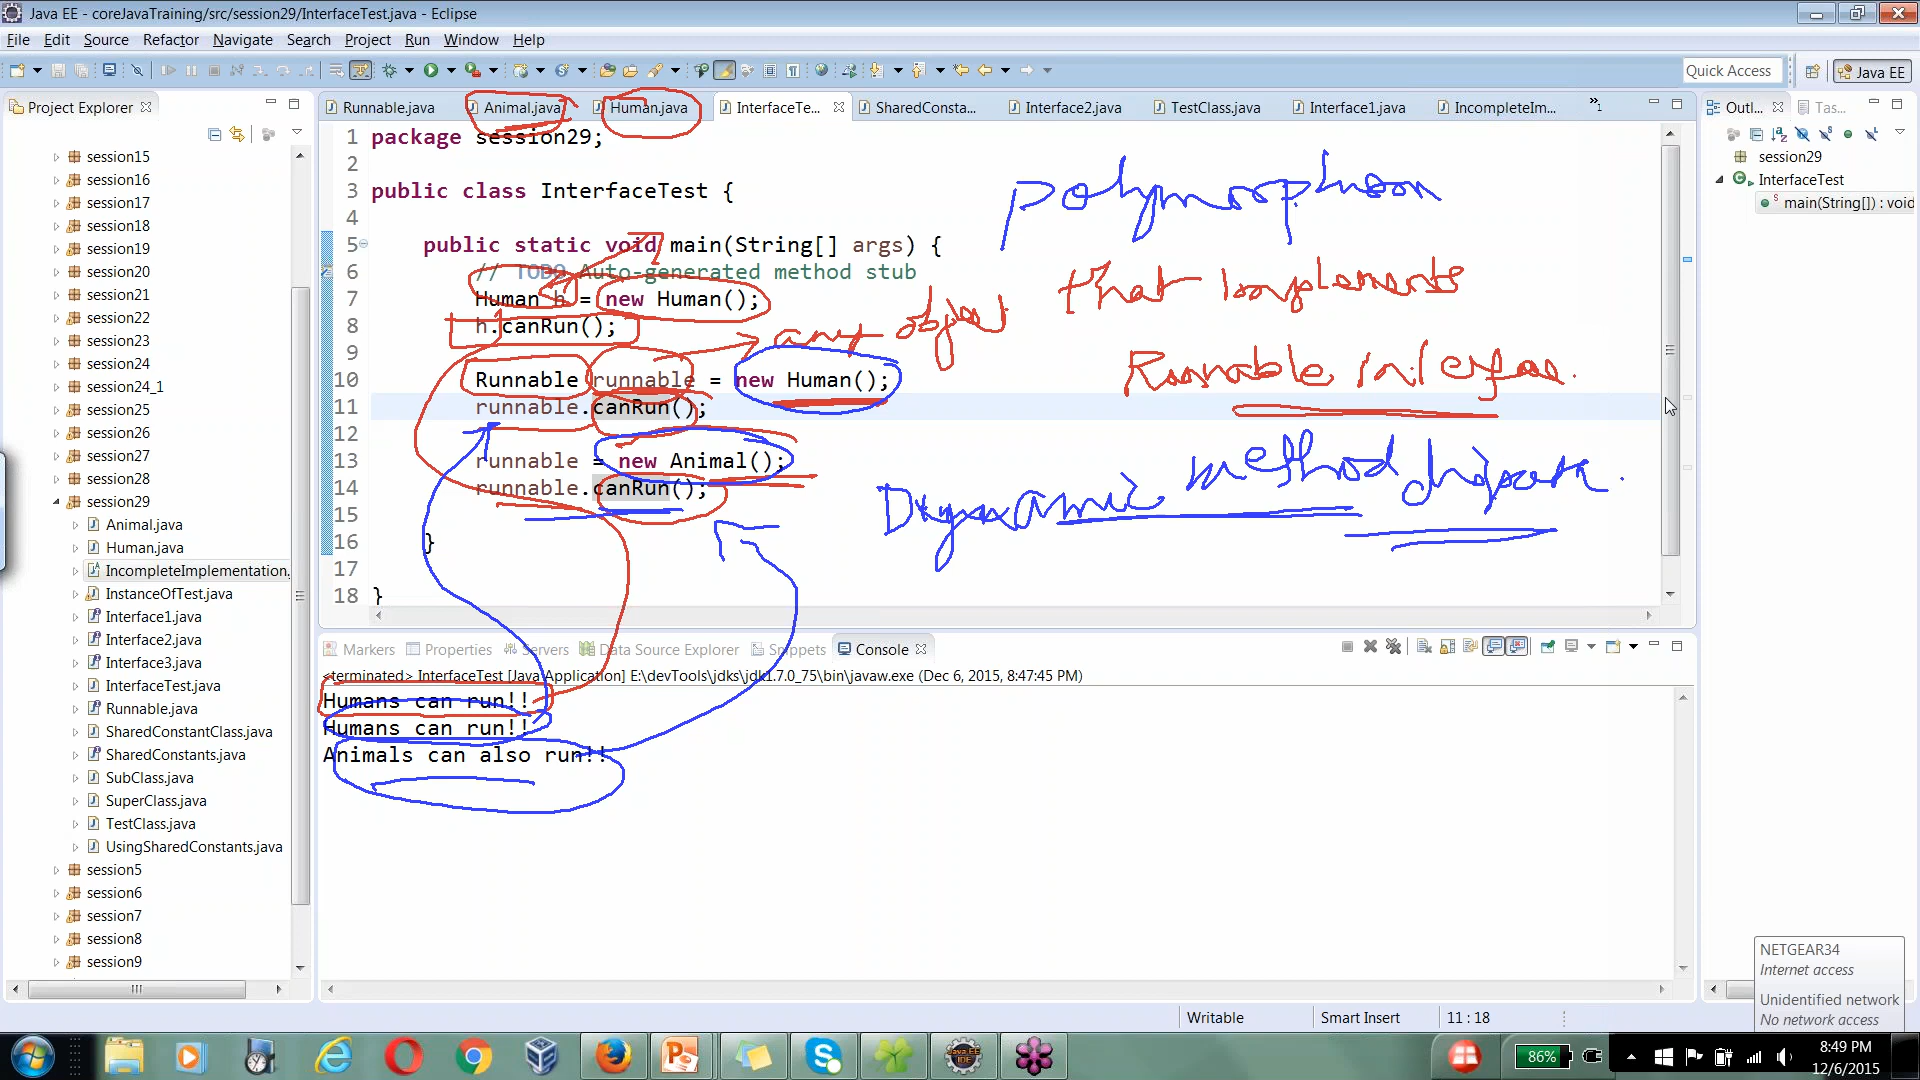 Java EE - coreJavaTraining/src/session29/InterfaceTest.java - Eclipse
File Edit Source Refactor Navigate Search Project Run Window Help
Quick Access
Java EE
Project Explorer
Runnable.java
Animal.java
Human.java
InterfaceTe...
SharedConsta...
Interface2.java
TestClass.java
Interface1.java
IncompleteIm...
»1
Outl...
Tas...
session15
session16
session17
session18
session19
session20
session21
session22
session23
session24
session24_1
session25
session26
session27
session28
session29
Animal.java
Human.java
IncompleteImplementation.
InstanceOfTest.java
Interface1.java
Interface2.java
Interface3.java
InterfaceTest.java
Runnable.java
SharedConstantClass.java
SharedConstants.java
SubClass.java
SuperClass.java
TestClass.java
UsingSharedConstants.java
session5
session6
session7
session8
session9
1 package session29;
2
3 public class InterfaceTest {
4
5 public static void main(String[] args) {
6 // TODO Auto-generated method stub
7 Human h = new Human();
8 h.canRun();
9
10 Runnable runnable = new Human();
11 runnable.canRun();
12
13 runnable = new Animal();
14 runnable.canRun();
15
16 }
17
18 }
any object that implements
Runnable
Dynamic method
session29
InterfaceTest
main(String[]) : void
Markers Properties Servers Data Source Explorer Snippets Console
<terminated> InterfaceTest [Java Application] E:\devTools\jdks\jdk1.7.0_75\bin\javaw.exe (Dec 6, 2015, 8:47:45 PM)
Humans can run!!
Humans can run!!
Animals can also run!!
Writable
Smart Insert
11 : 18
NETGEAR34
Internet access
Unidentified network
No network access
86%
8:49 PM
12/6/2015